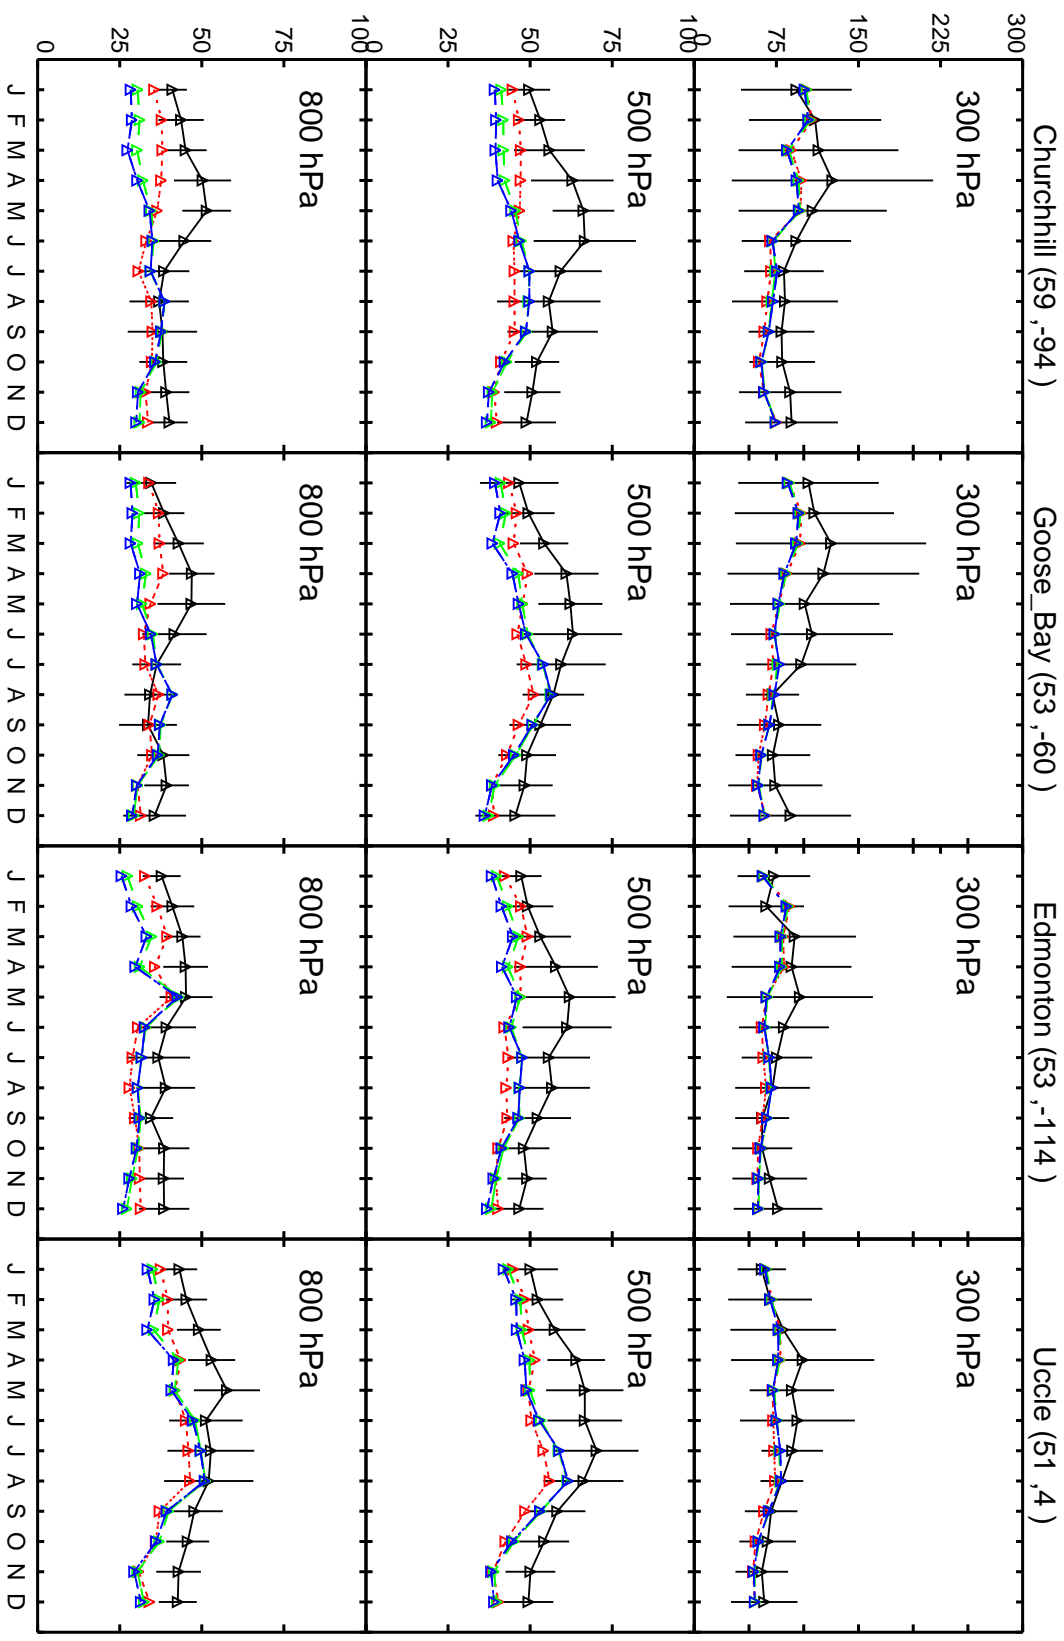 Churchhill (59 ,-94 )
Goose_Bay (53 ,-60 )
Edmonton (53 ,-114 )
Uccle (51 ,4 )
300
225
150
75
0
300 hPa
300 hPa
300 hPa
300 hPa
100
75
50
25
0
500 hPa
500 hPa
500 hPa
500 hPa
100
75
50
25
0
800 hPa
800 hPa
800 hPa
800 hPa
J F M A M J J A S O N D
J F M A M J J A S O N D
J F M A M J J A S O N D
J F M A M J J A S O N D